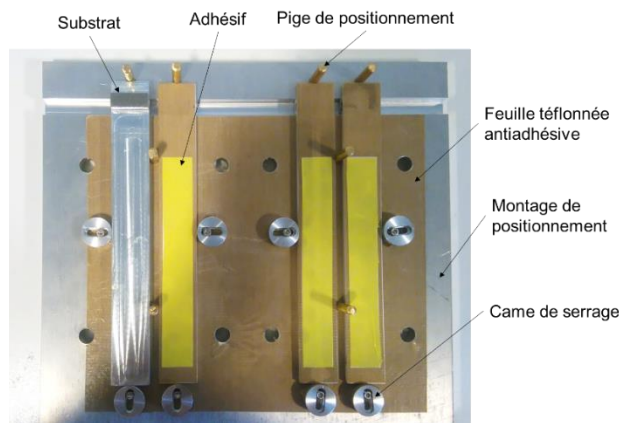 Substrat
Adhésif
Pige de positionnement
Feuille téflonnée
antiadhésive
Montage de
positionnement
Came de serrage